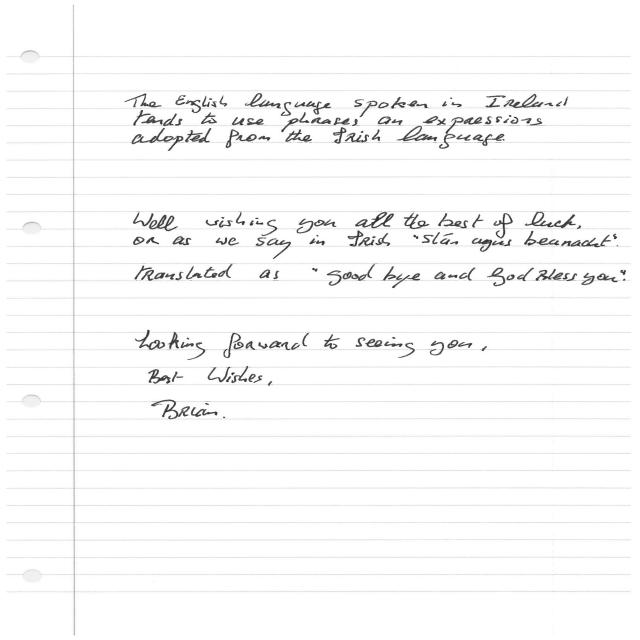 The English language spoken in Ireland
tends to use phrases an expressions
adopted from the Irish language.
Well wishing you all the best of luck,
or as we say in Irish "slán agus beanacht".
translated as "good bye and God Bless you".
Looking forward to seeing you,
Best Wishes,
Brian.